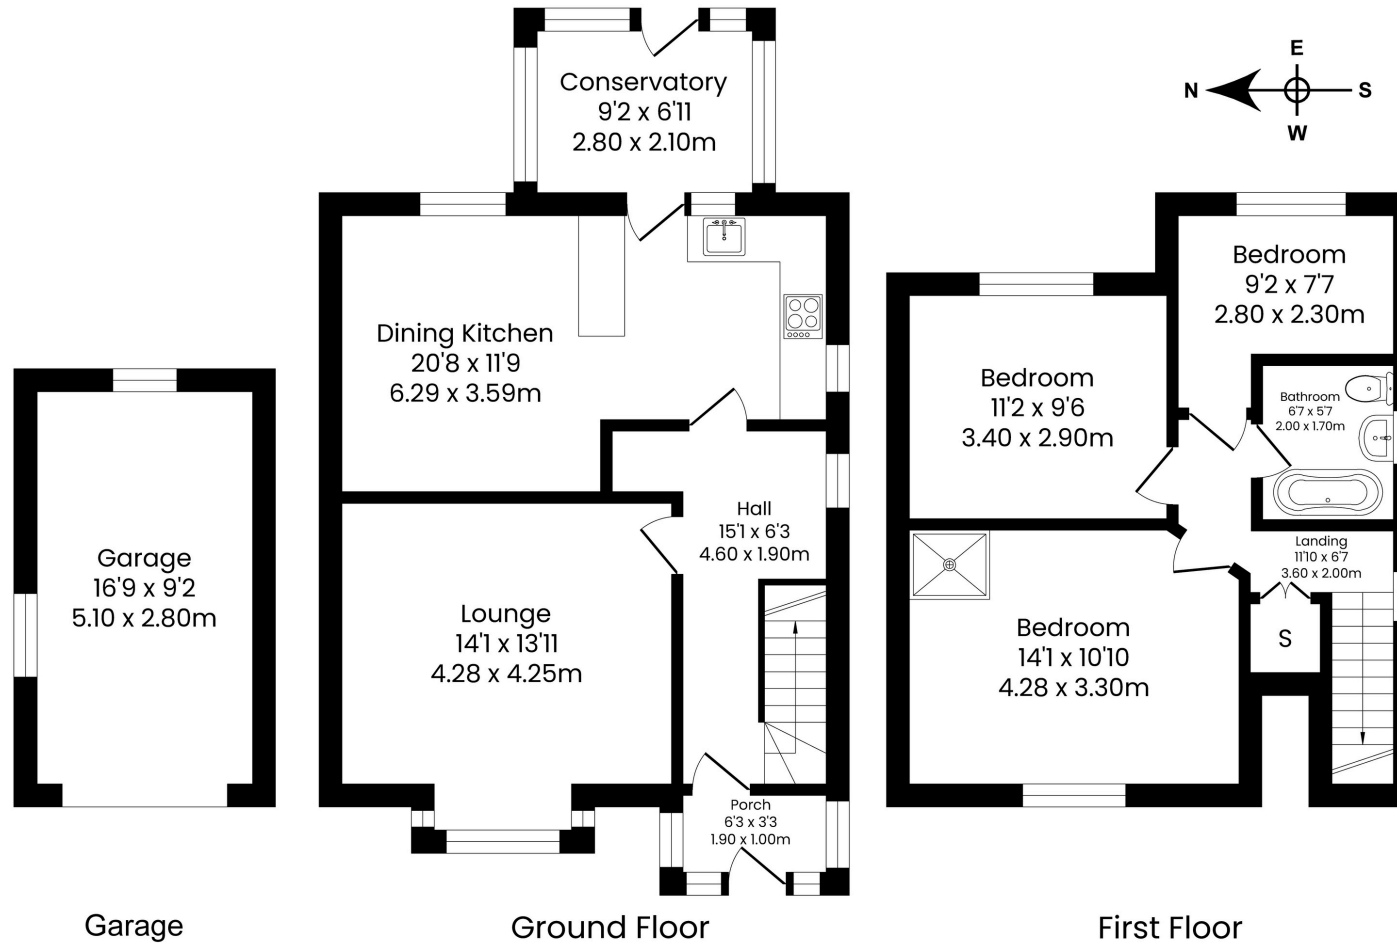 Conservatory
9'2 x 6'11
2.80 x 2.10m
E
N
S
W
Dining Kitchen
20'8 x 11'9
6.29 x 3.59m
Bedroom
9'2 x 7'7
2.80 x 2.30m
Bedroom
11'2 x 9'6
3.40 x 2.90m
Bathroom
6'7 x 5'7
2.00 x 1.70m
Garage
16'9 x 9'2
5.10 x 2.80m
Hall
15'1 x 6'3
4.60 x 1.90m
Lounge
14'1 x 13'11
4.28 x 4.25m
Landing
11'10 x 6'7
3.60 x 2.00m
Bedroom
14'1 x 10'10
4.28 x 3.30m
S
Porch
6'3 x 3'3
1.90 x 1.00m
Garage
Ground Floor
First Floor